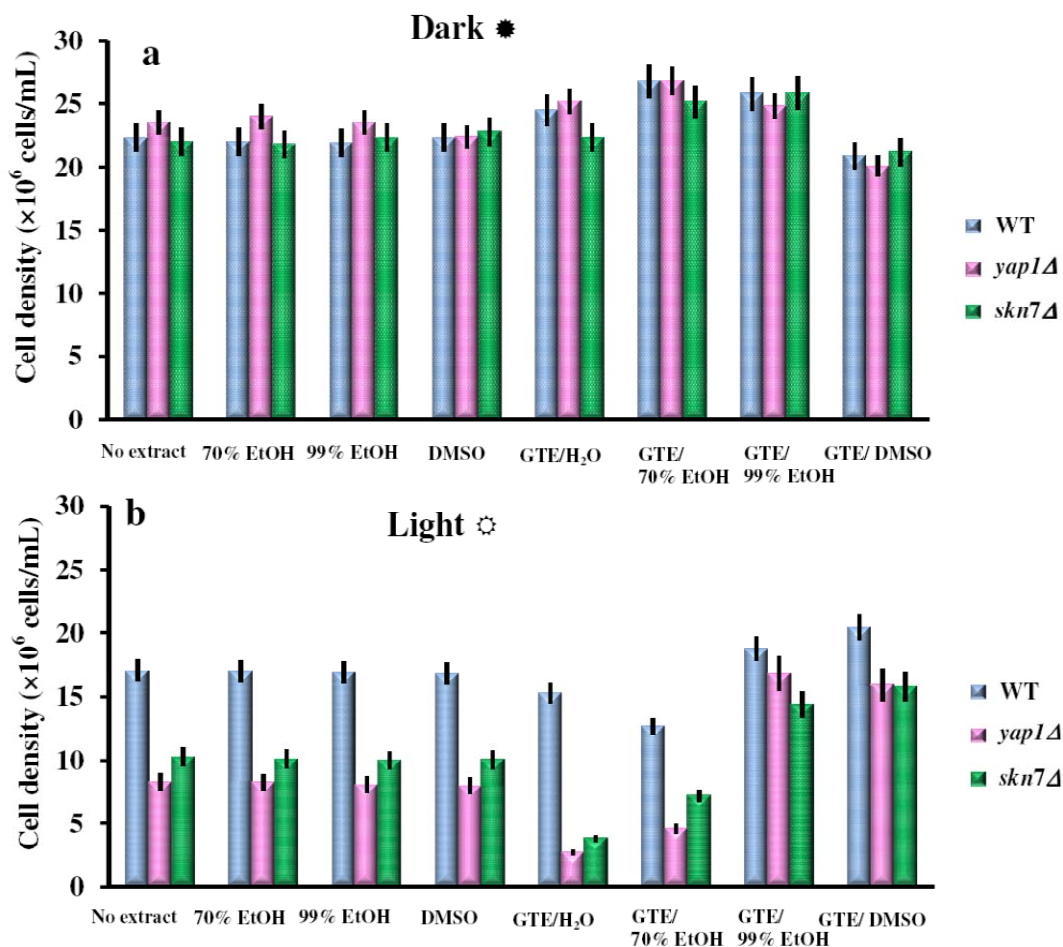 a
Dark
Cell density (×10⁶ cells/mL)
30
25
20
15
10
5
0
No extract
70% EtOH
99% EtOH
DMSO
GTE/H₂O
GTE/
70% EtOH
GTE/
99% EtOH
GTE/ DMSO
WT
yap1Δ
skn7Δ
b
Light
Cell density (×10⁶ cells/mL)
30
25
20
15
10
5
0
No extract
70% EtOH
99% EtOH
DMSO
GTE/H₂O
GTE/
70% EtOH
GTE/
99% EtOH
GTE/ DMSO
WT
yap1Δ
skn7Δ